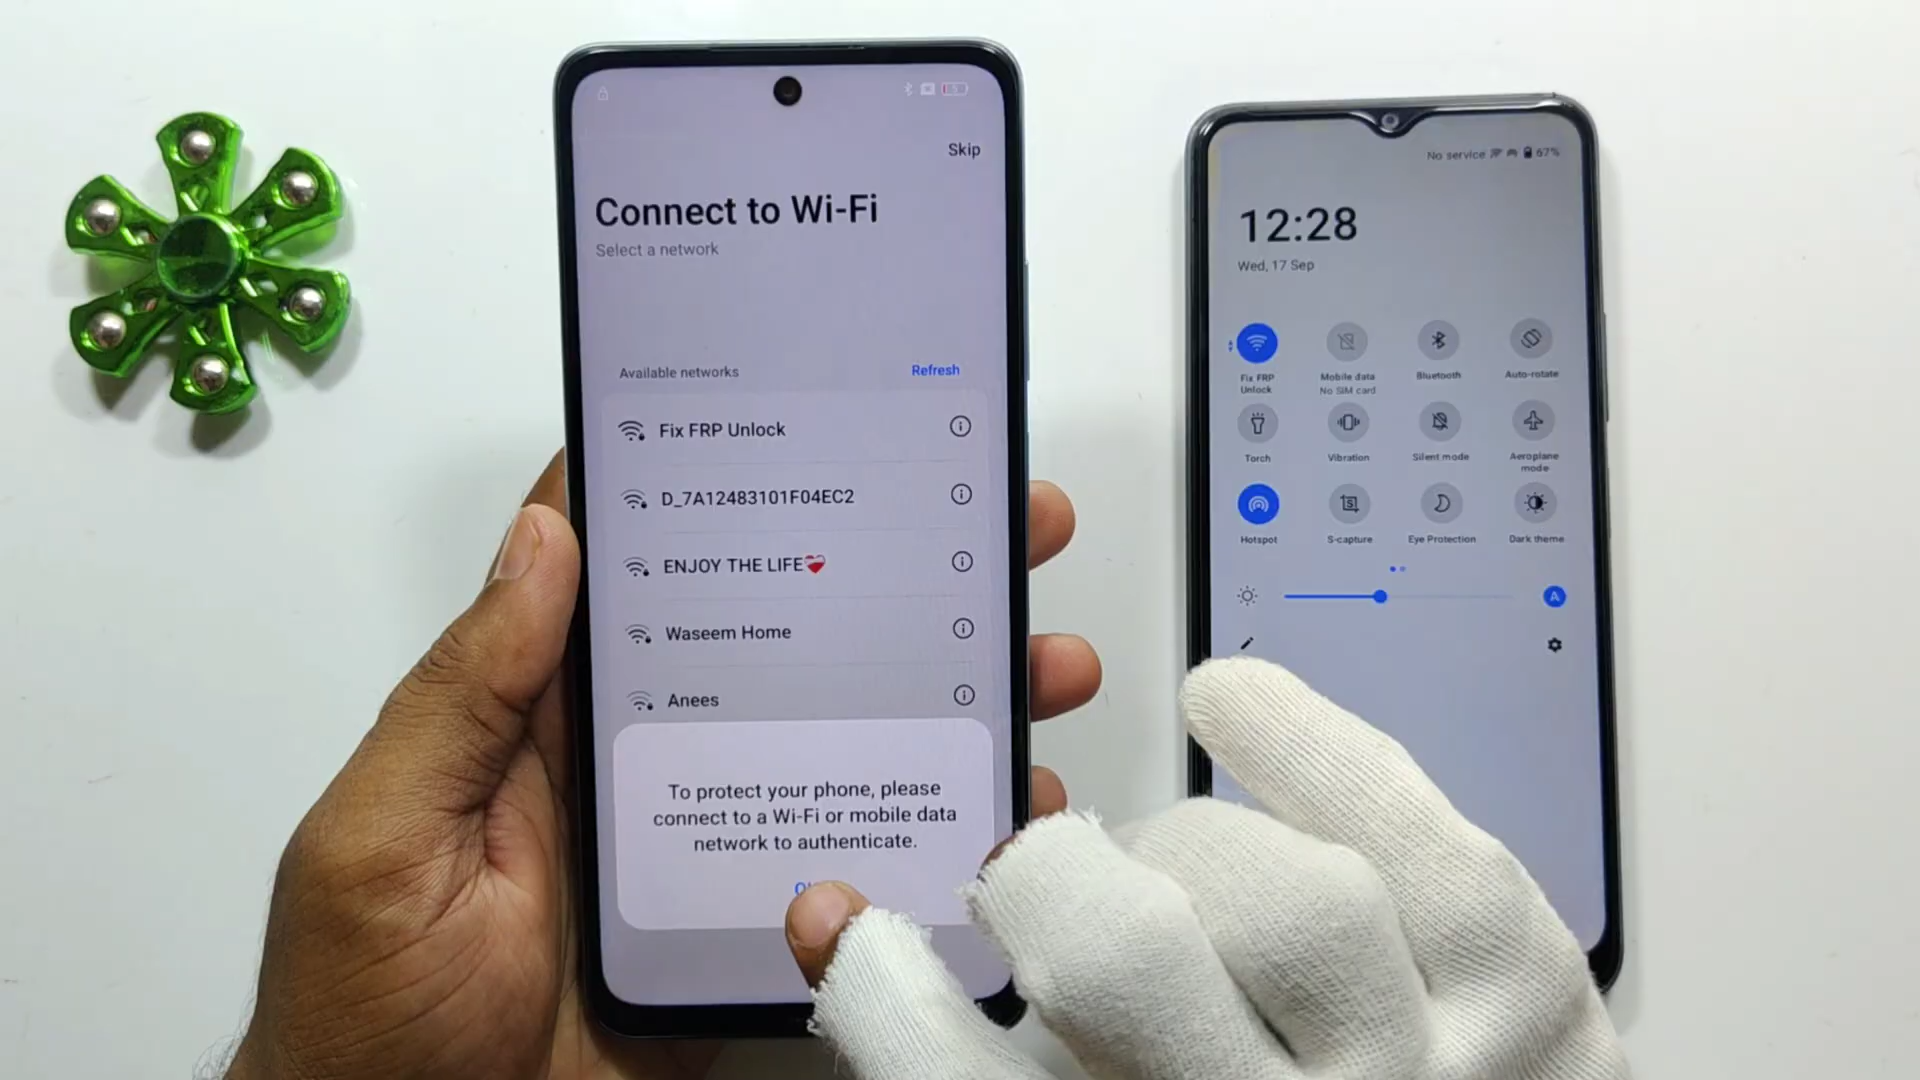 Skip
Connect to Wi-Fi
Select a network
Available networks
Refresh
Fix FRP Unlock
D_7A12483101F04EC2
ENJOY THE LIFE💝
Waseem Home
Anees
To protect your phone, please
connect to a Wi-Fi or mobile data
network to authenticate.
No service
67%
12:28
Wed, 17 Sep
Fix FRP
Unlock
Mobile data
No SIM card
Bluetooth
Auto-rotate
Torch
Vibration
Silent mode
Aeroplane
mode
Hotspot
S-capture
Eye Protection
Dark theme
A